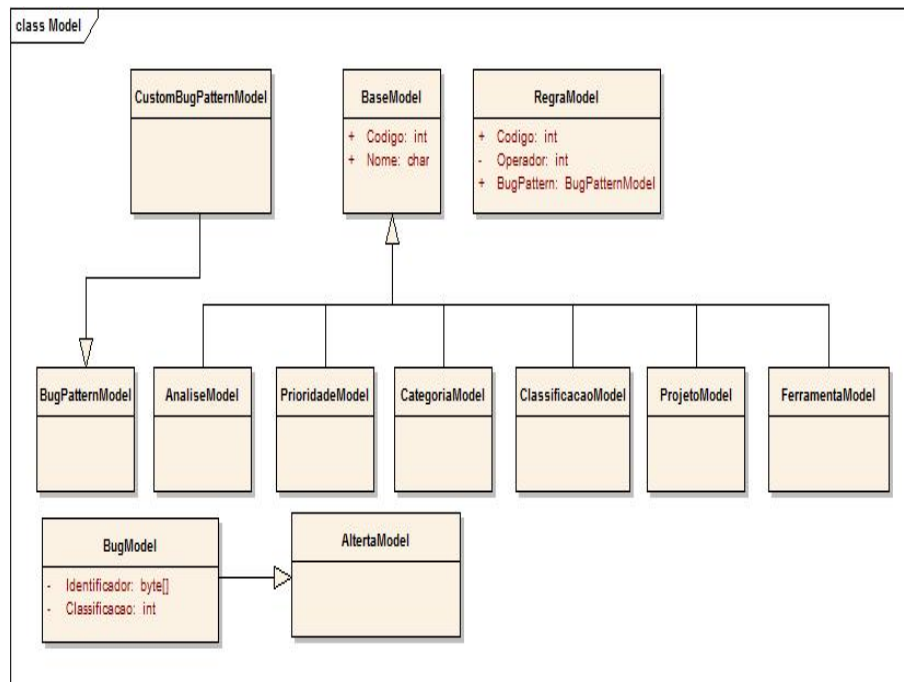 class Model
CustomBugPatternModel
BaseModel
+ Codigo: int
+ Nome: char
RegraModel
+ Codigo: int
- Operador: int
+ BugPattern: BugPatternModel
BugPatternModel
AnaliseModel
PrioridadeModel
CategoriaModel
ClassificacaoModel
ProjetoModel
FerramentaModel
BugModel
- Identificador: byte[]
- Classificacao: int
AltertaModel